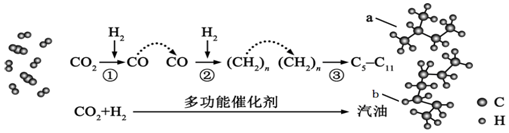 a
H₂ H₂
CO₂ CO CO (CH₂)ₙ (CH₂)ₙ C₅–C₁₁
① ② ③
b
CO₂+H₂ 多功能催化剂 汽油
C
H